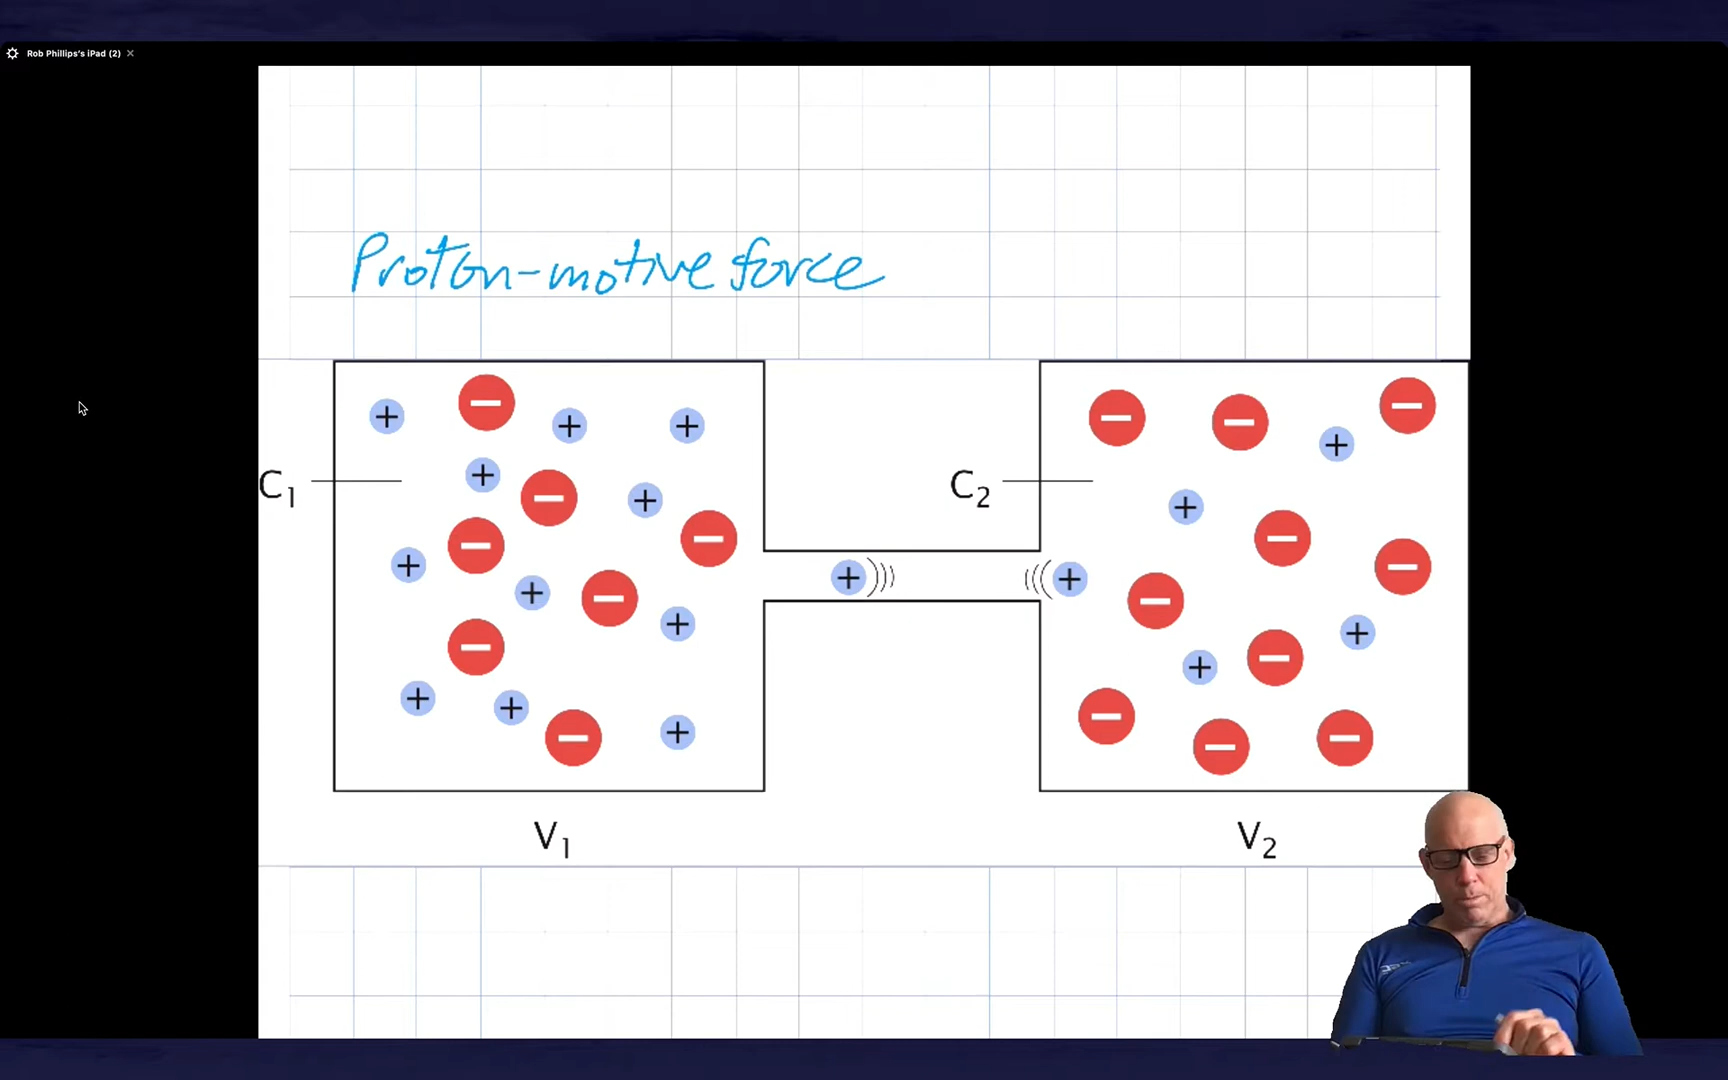 Rob Phillips's iPad (2)
Proton-motive force
C₁
C₂
V₁
V₂